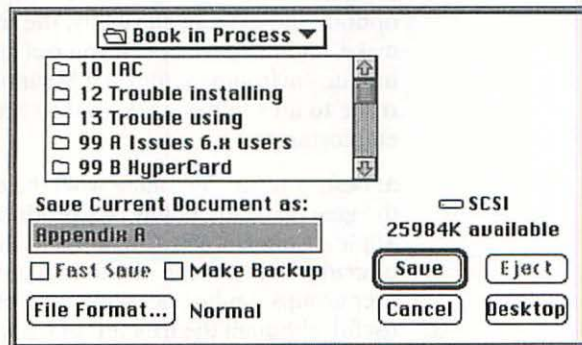 Book in Process
10 IAC
12 Trouble installing
13 Trouble using
99 A Issues 6.x users
99 B HyperCard
Save Current Document as:
SCSI
Appendix A
25984K available
Fast Save
Make Backup
Save
Eject
File Format...
Normal
Cancel
Desktop